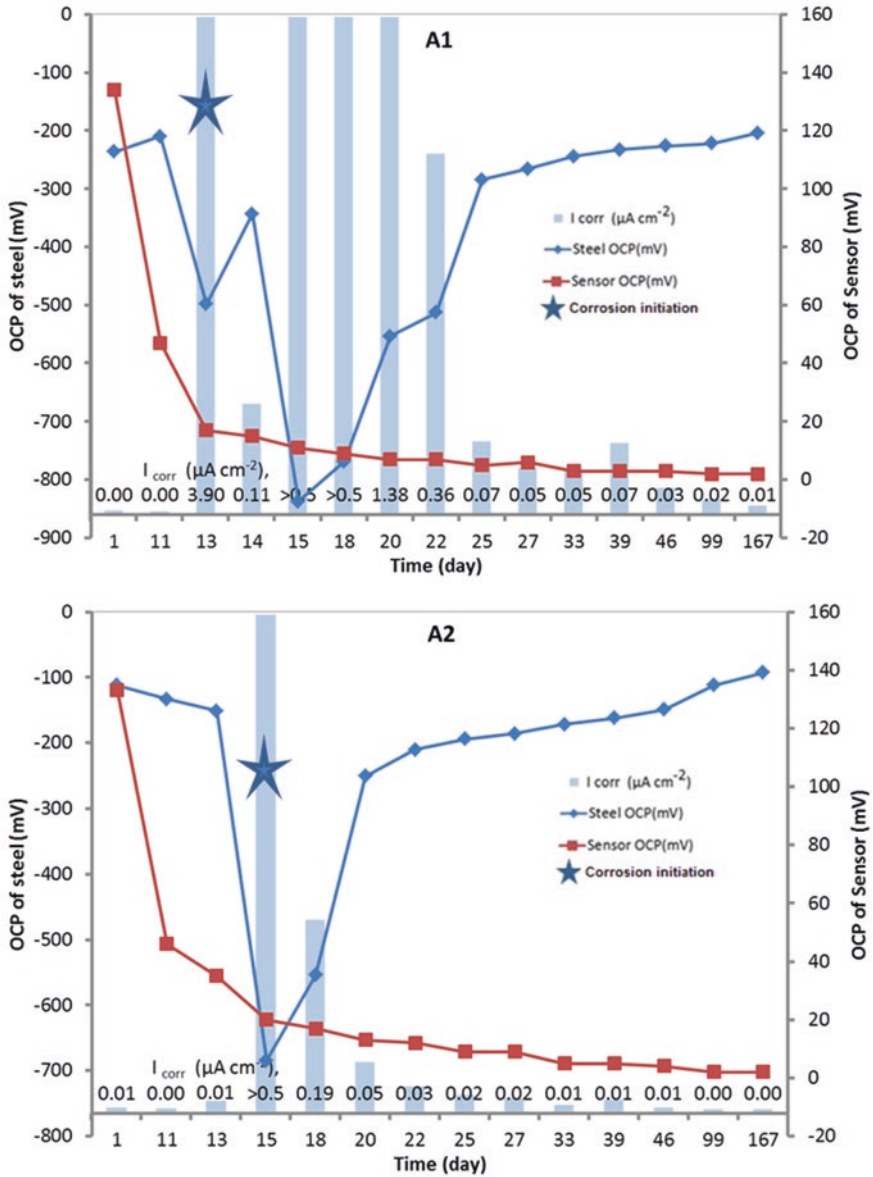 A1
0
-100
-200
-300
-400
-500
-600
-700
-800
-900
OCP of steel (mV)
160
140
120
100
80
60
40
20
0
-20
OCP of Sensor (mV)
I corr (µA cm-2)
Steel OCP(mV)
Sensor OCP(mV)
Corrosion initiation
I corr (µA cm-2),
0.00 0.00 3.90 0.11 >0.5 >0.5 1.38 0.36 0.07 0.05 0.05 0.07 0.03 0.02 0.01
1 11 13 14 15 18 20 22 25 27 33 39 46 99 167
Time (day)
A2
0
-100
-200
-300
-400
-500
-600
-700
-800
OCP of steel (mV)
160
140
120
100
80
60
40
20
0
-20
OCP of Sensor (mV)
I corr (µA cm-2)
Steel OCP(mV)
Sensor OCP(mV)
Corrosion initiation
I corr (µA cm-2),
0.01 0.00 0.01 >0.5 0.19 0.05 0.03 0.02 0.02 0.01 0.01 0.01 0.00 0.00
1 11 13 15 18 20 22 25 27 33 39 46 99 167
Time (day)